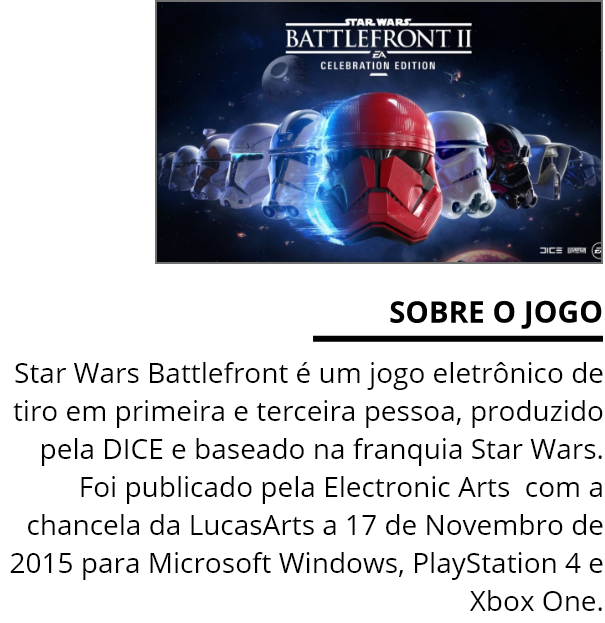 STAR WARS
BATTLEFRONT II
EA
CELEBRATION EDITION
DICE
EA
SOBRE O JOGO
Star Wars Battlefront é um jogo eletrônico de
tiro em primeira e terceira pessoa, produzido
pela DICE e baseado na franquia Star Wars.
Foi publicado pela Electronic Arts  com a
chancela da LucasArts a 17 de Novembro de
2015 para Microsoft Windows, PlayStation 4 e
Xbox One.